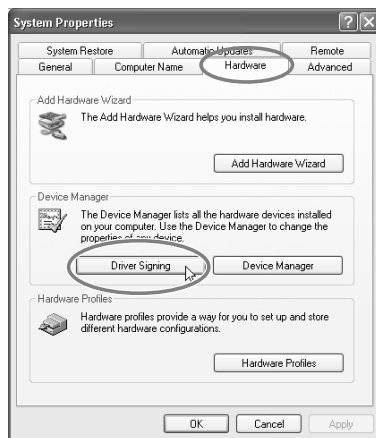 System Properties
System Restore Automatic Updates Remote
General Computer Name Hardware Advanced
Add Hardware Wizard
The Add Hardware Wizard helps you install hardware.
Add Hardware Wizard
Device Manager
The Device Manager lists all the hardware devices installed
on your computer. Use the Device Manager to change the
properties of any device.
Driver Signing Device Manager
Hardware Profiles
Hardware profiles provide a way for you to set up and store
different hardware configurations.
Hardware Profiles
OK Cancel Apply